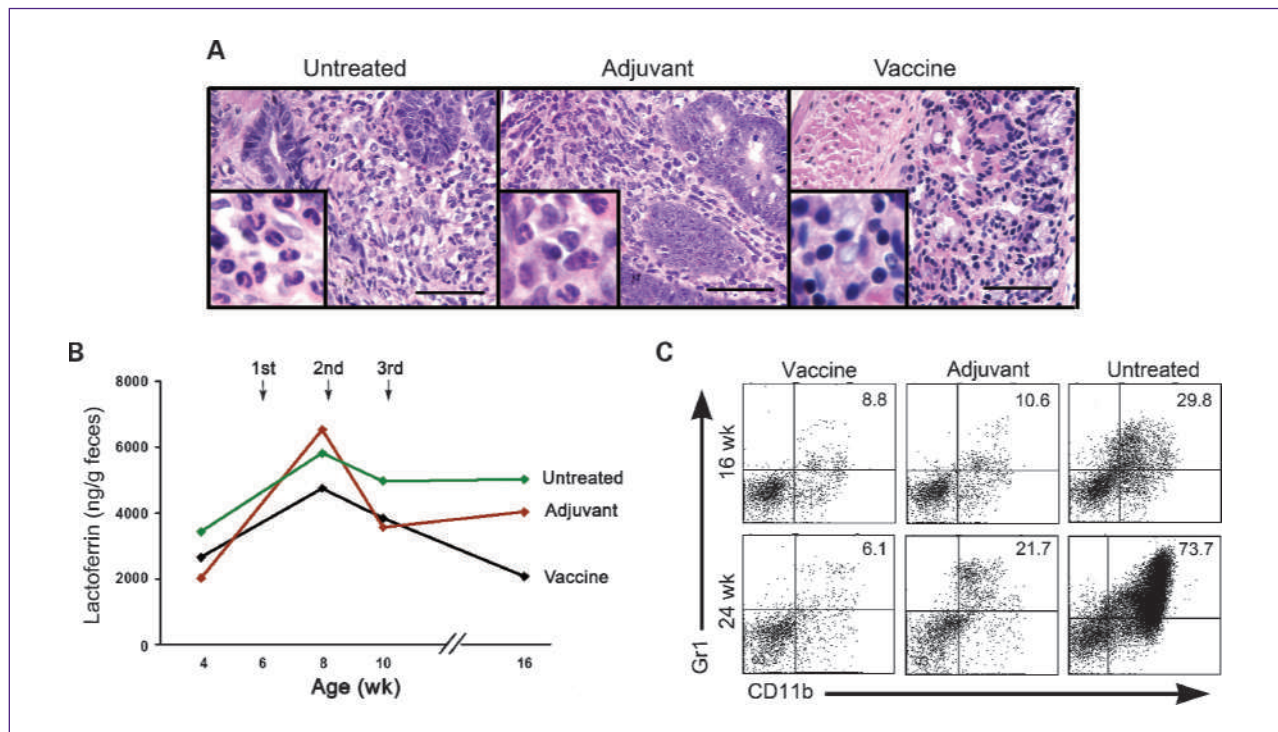 A
Untreated Adjuvant Vaccine
B
1st 2nd 3rd
8000
6000
4000
2000
0
Lactoferrin (ng/g feces)
Untreated
Adjuvant
Vaccine
4 6 8 10 16
Age (wk)
C
Vaccine Adjuvant Untreated
16 wk
8.8 10.6 29.8
24 wk
6.1 21.7 73.7
Gr1
CD11b